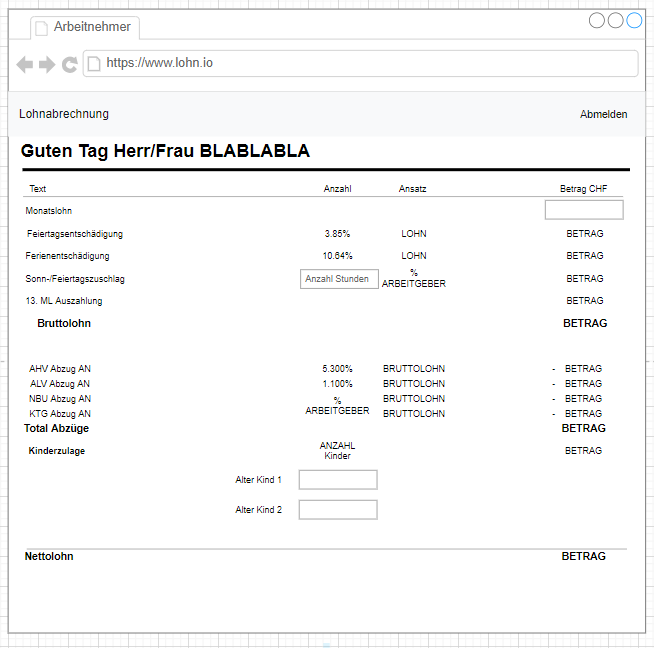 Arbeitnehmer
https://www.lohn.io
Lohnabrechnung Abmelden
Guten Tag Herr/Frau BLABLABLA
Text Anzahl Ansatz Betrag CHF
Monatslohn
Feiertagsentschädigung 3.85% LOHN BETRAG
Ferienentschädigung 10.64% LOHN BETRAG
Sonn-/Feiertagszuschlag Anzahl Stunden % ARBEITGEBER BETRAG
13. ML Auszahlung BETRAG
Bruttolohn BETRAG
AHV Abzug AN 5.300% BRUTTOLOHN - BETRAG
ALV Abzug AN 1.100% BRUTTOLOHN - BETRAG
NBU Abzug AN % BRUTTOLOHN - BETRAG
KTG Abzug AN ARBEITGEBER BRUTTOLOHN - BETRAG
Total Abzüge BETRAG
Kinderzulage ANZAHL Kinder BETRAG
Alter Kind 1
Alter Kind 2
Nettolohn BETRAG